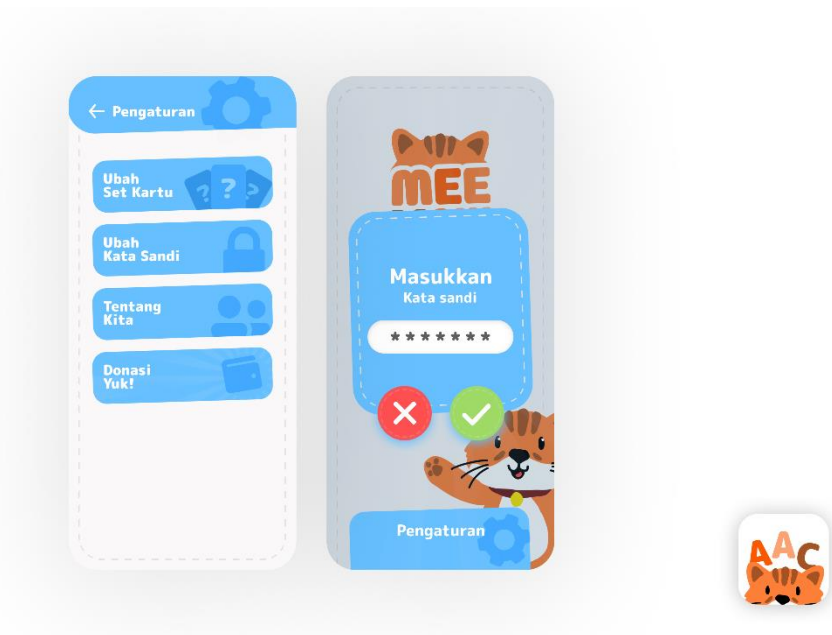 ← Pengaturan
Ubah
Set Kartu
? ? ?
Ubah
Kata Sandi
Tentang
Kita
Donasi
Yuk!
MEE
Masukkan
Kata sandi
*******
Pengaturan
AAC